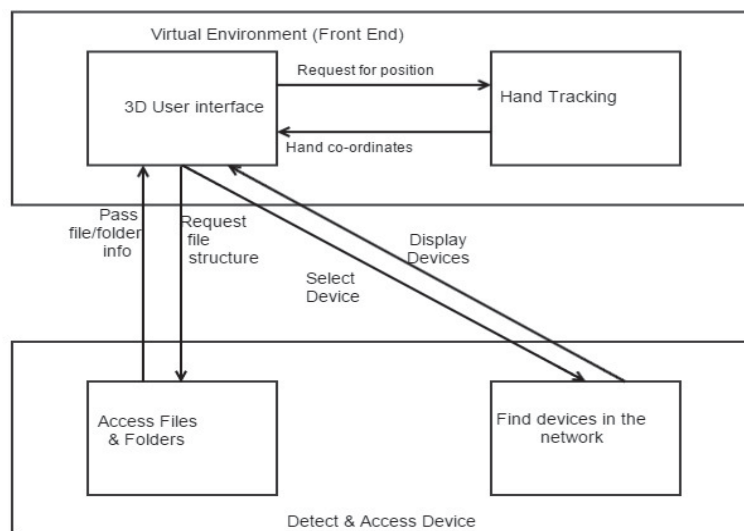 Virtual Environment (Front End)
Request for position
3D User interface
Hand Tracking
Hand co-ordinates
Pass
file/folder
info
Request
file
structure
Select
Device
Display
Devices
Access Files
& Folders
Find devices in the
network
Detect & Access Device